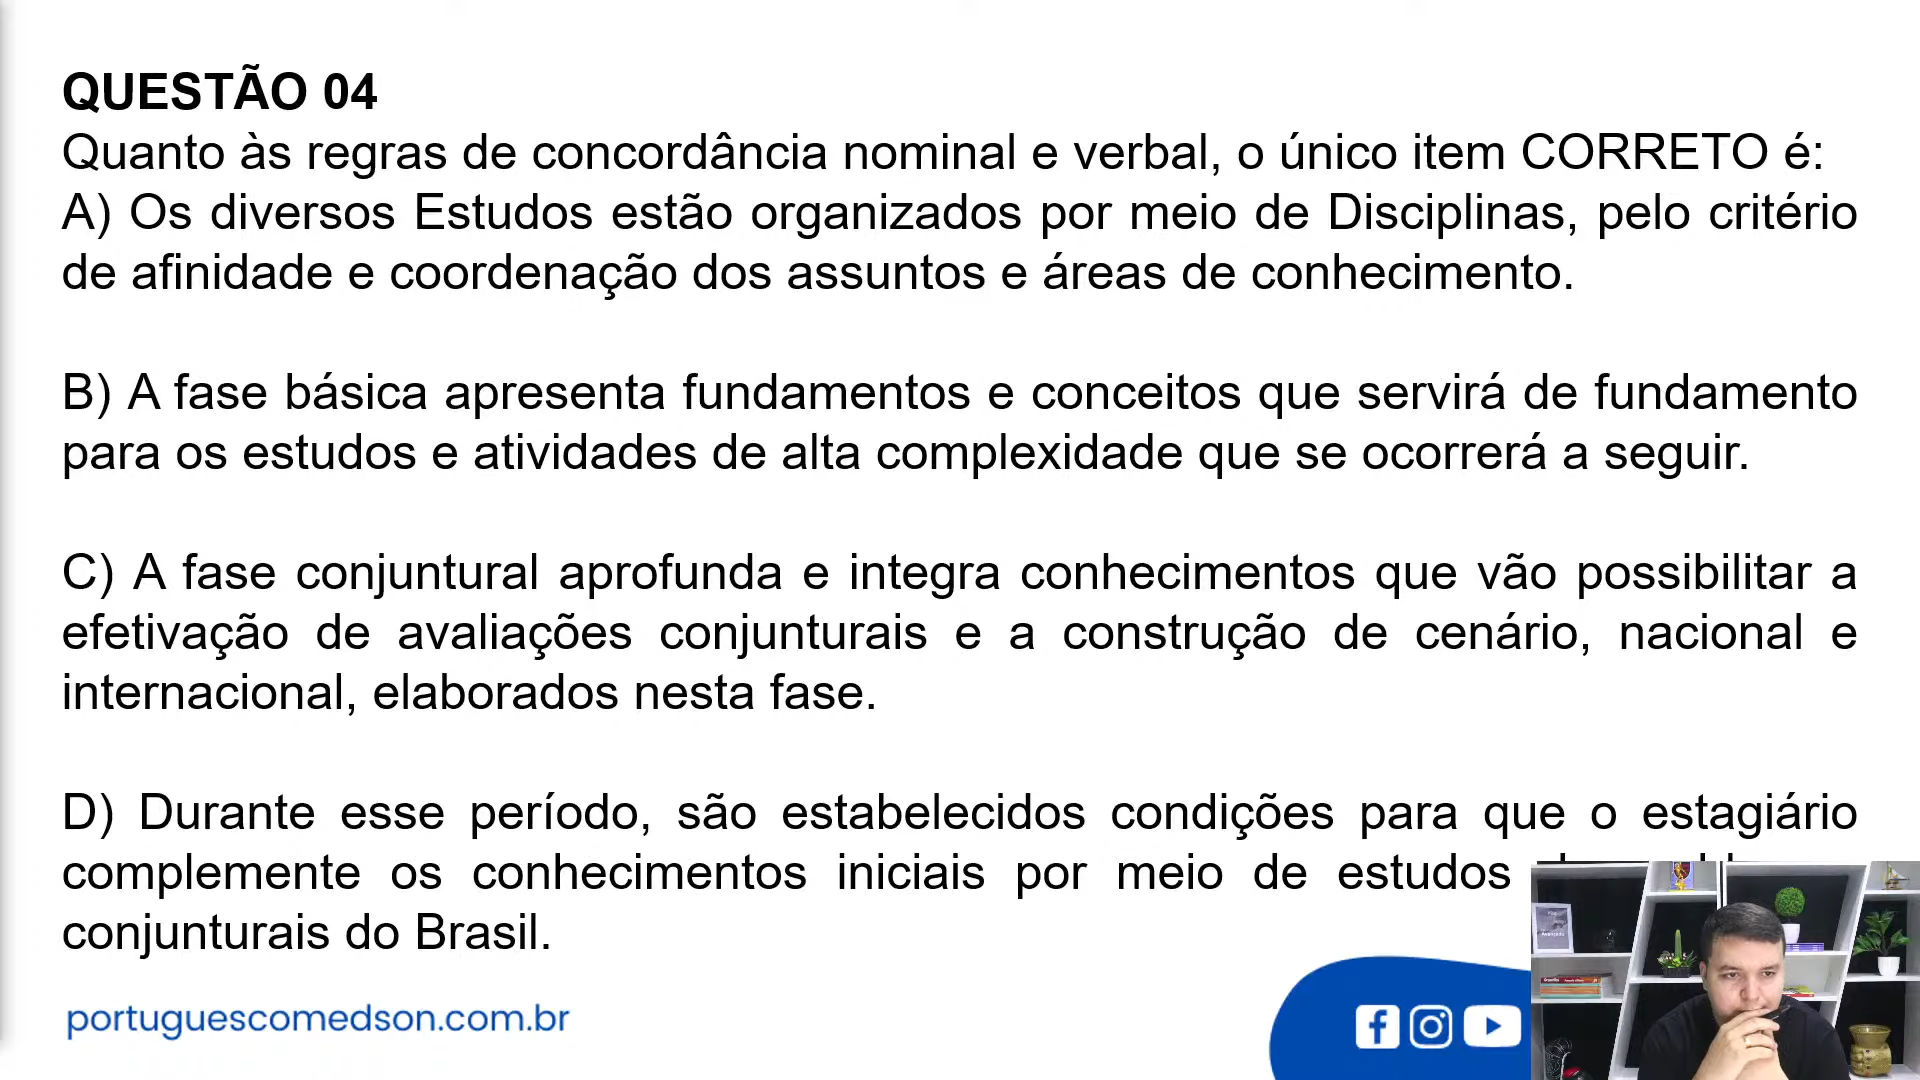 QUESTÃO 04
Quanto às regras de concordância nominal e verbal, o único item CORRETO é:
A) Os diversos Estudos estão organizados por meio de Disciplinas, pelo critério
de afinidade e coordenação dos assuntos e áreas de conhecimento.
B) A fase básica apresenta fundamentos e conceitos que servirá de fundamento
para os estudos e atividades de alta complexidade que se ocorrerá a seguir.
C) A fase conjuntural aprofunda e integra conhecimentos que vão possibilitar a
efetivação de avaliações conjunturais e a construção de cenário, nacional e
internacional, elaborados nesta fase.
D) Durante esse período, são estabelecidos condições para que o estagiário
complemente os conhecimentos iniciais por meio de estudos
conjunturais do Brasil.
portuguescomedson.com.br